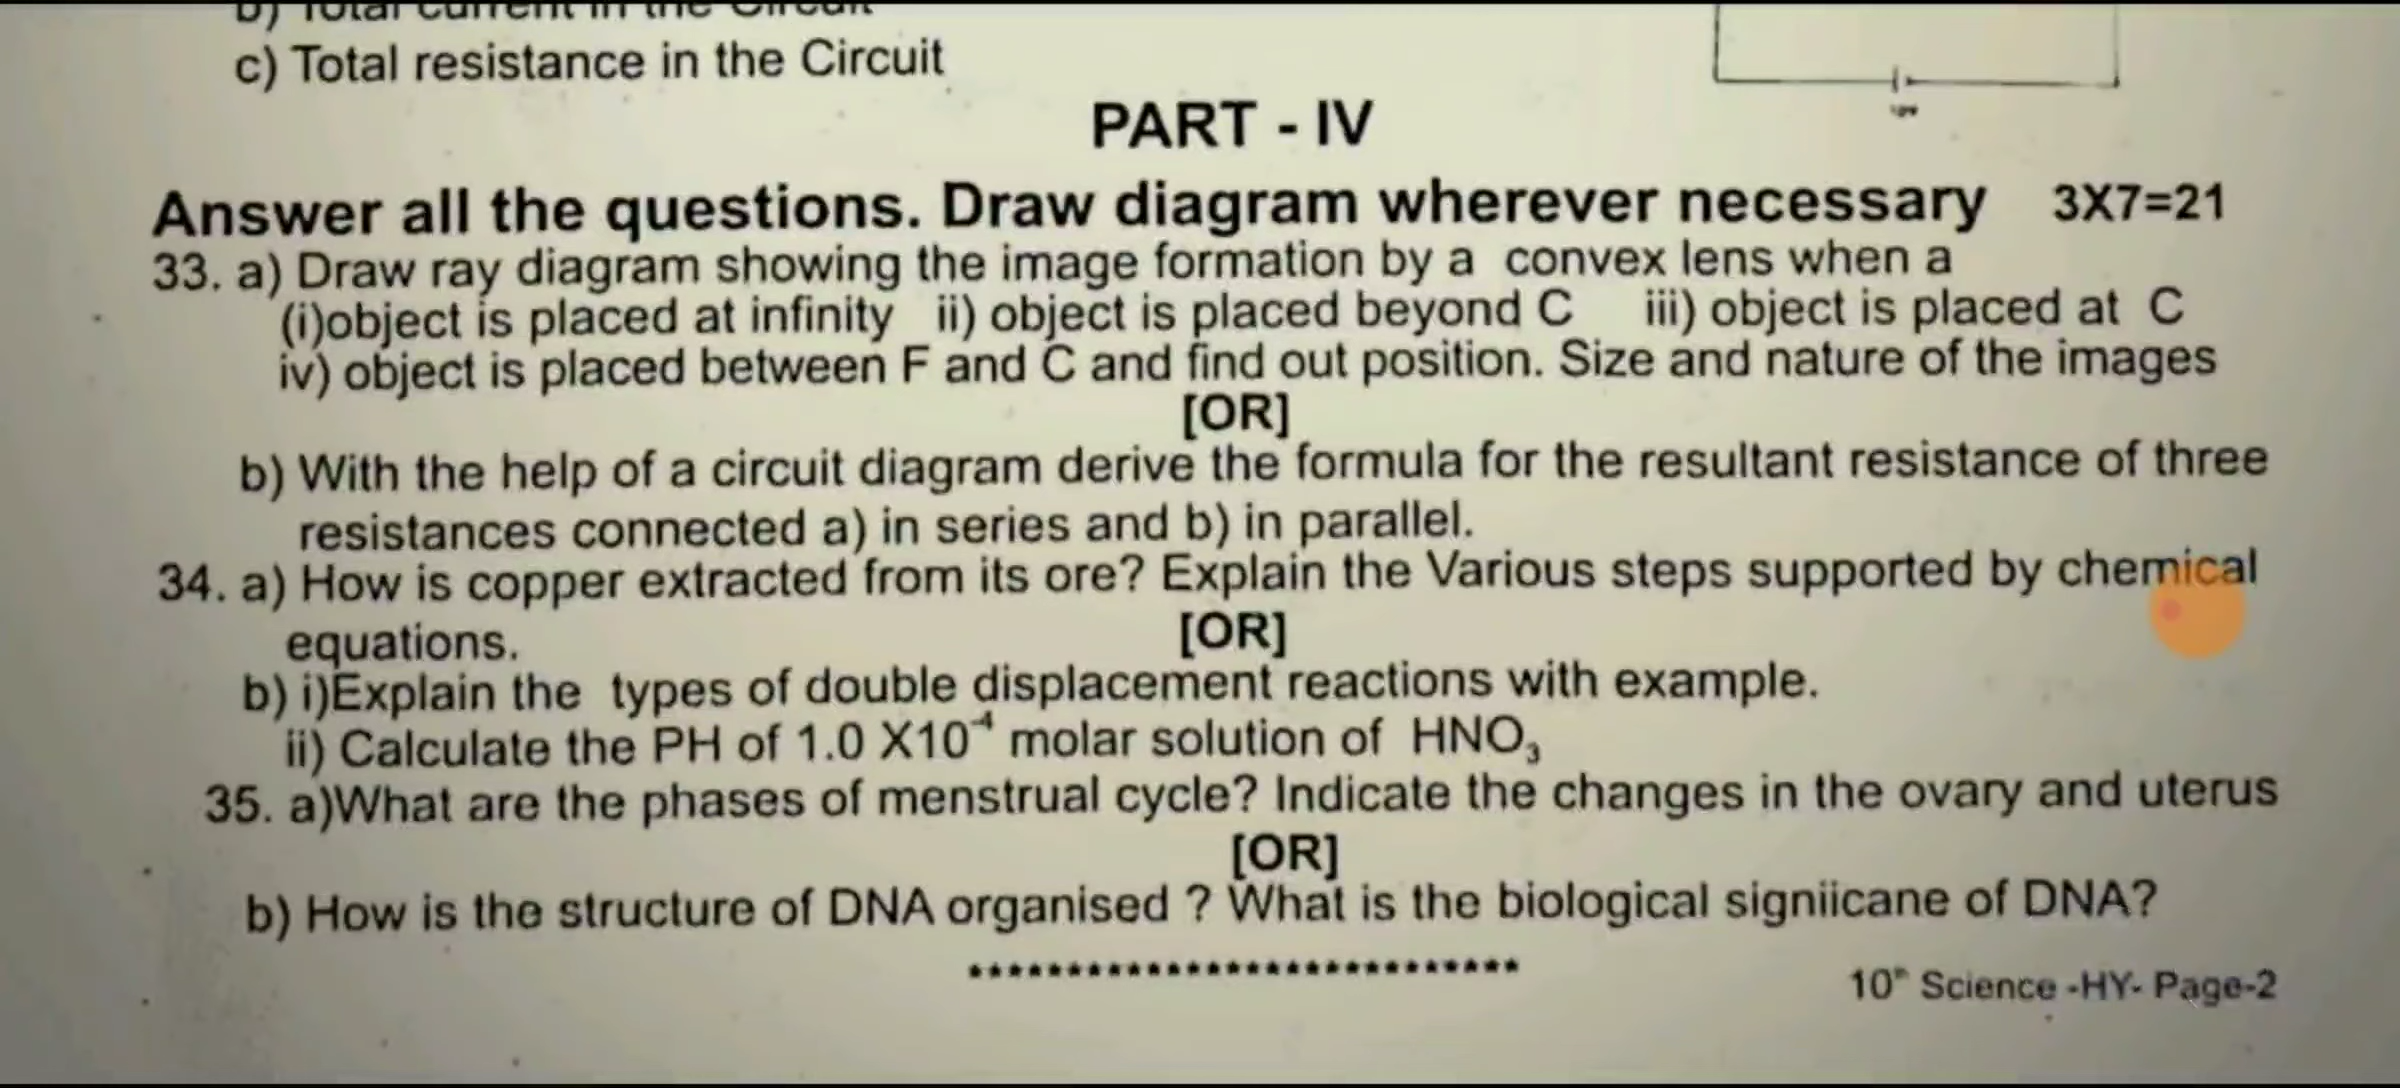 b) Total current in the Circuit
c) Total resistance in the Circuit
PART - IV
Answer all the questions. Draw diagram wherever necessary 3X7=21
33. a) Draw ray diagram showing the image formation by a convex lens when a
(i)object is placed at infinity ii) object is placed beyond C iii) object is placed at C
iv) object is placed between F and C and find out position. Size and nature of the images
[OR]
b) With the help of a circuit diagram derive the formula for the resultant resistance of three
resistances connected a) in series and b) in parallel.
34. a) How is copper extracted from its ore? Explain the Various steps supported by chemical
equations. [OR]
b) i)Explain the types of double displacement reactions with example.
ii) Calculate the PH of 1.0 X10⁻⁴ molar solution of HNO₃
35. a)What are the phases of menstrual cycle? Indicate the changes in the ovary and uterus
[OR]
b) How is the structure of DNA organised ? What is the biological signiicane of DNA?
****************************
10ᵗʰ Science -HY- Page-2